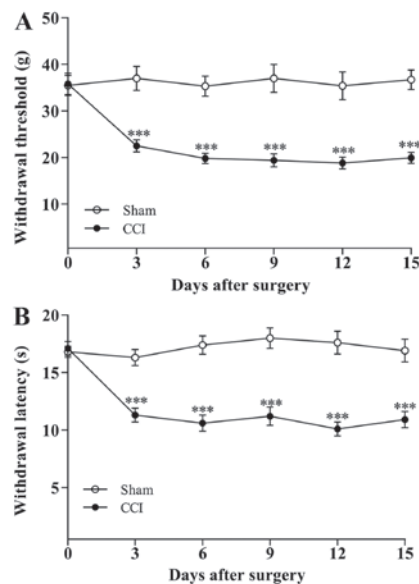 A
50
40
30
20
10
Withdrawal threshold (g)
*** *** *** *** ***
Sham
CCI
0 3 6 9 12 15
Days after surgery
B
20
15
10
5
Withdrawal latency (s)
*** *** *** *** ***
Sham
CCI
0 3 6 9 12 15
Days after surgery